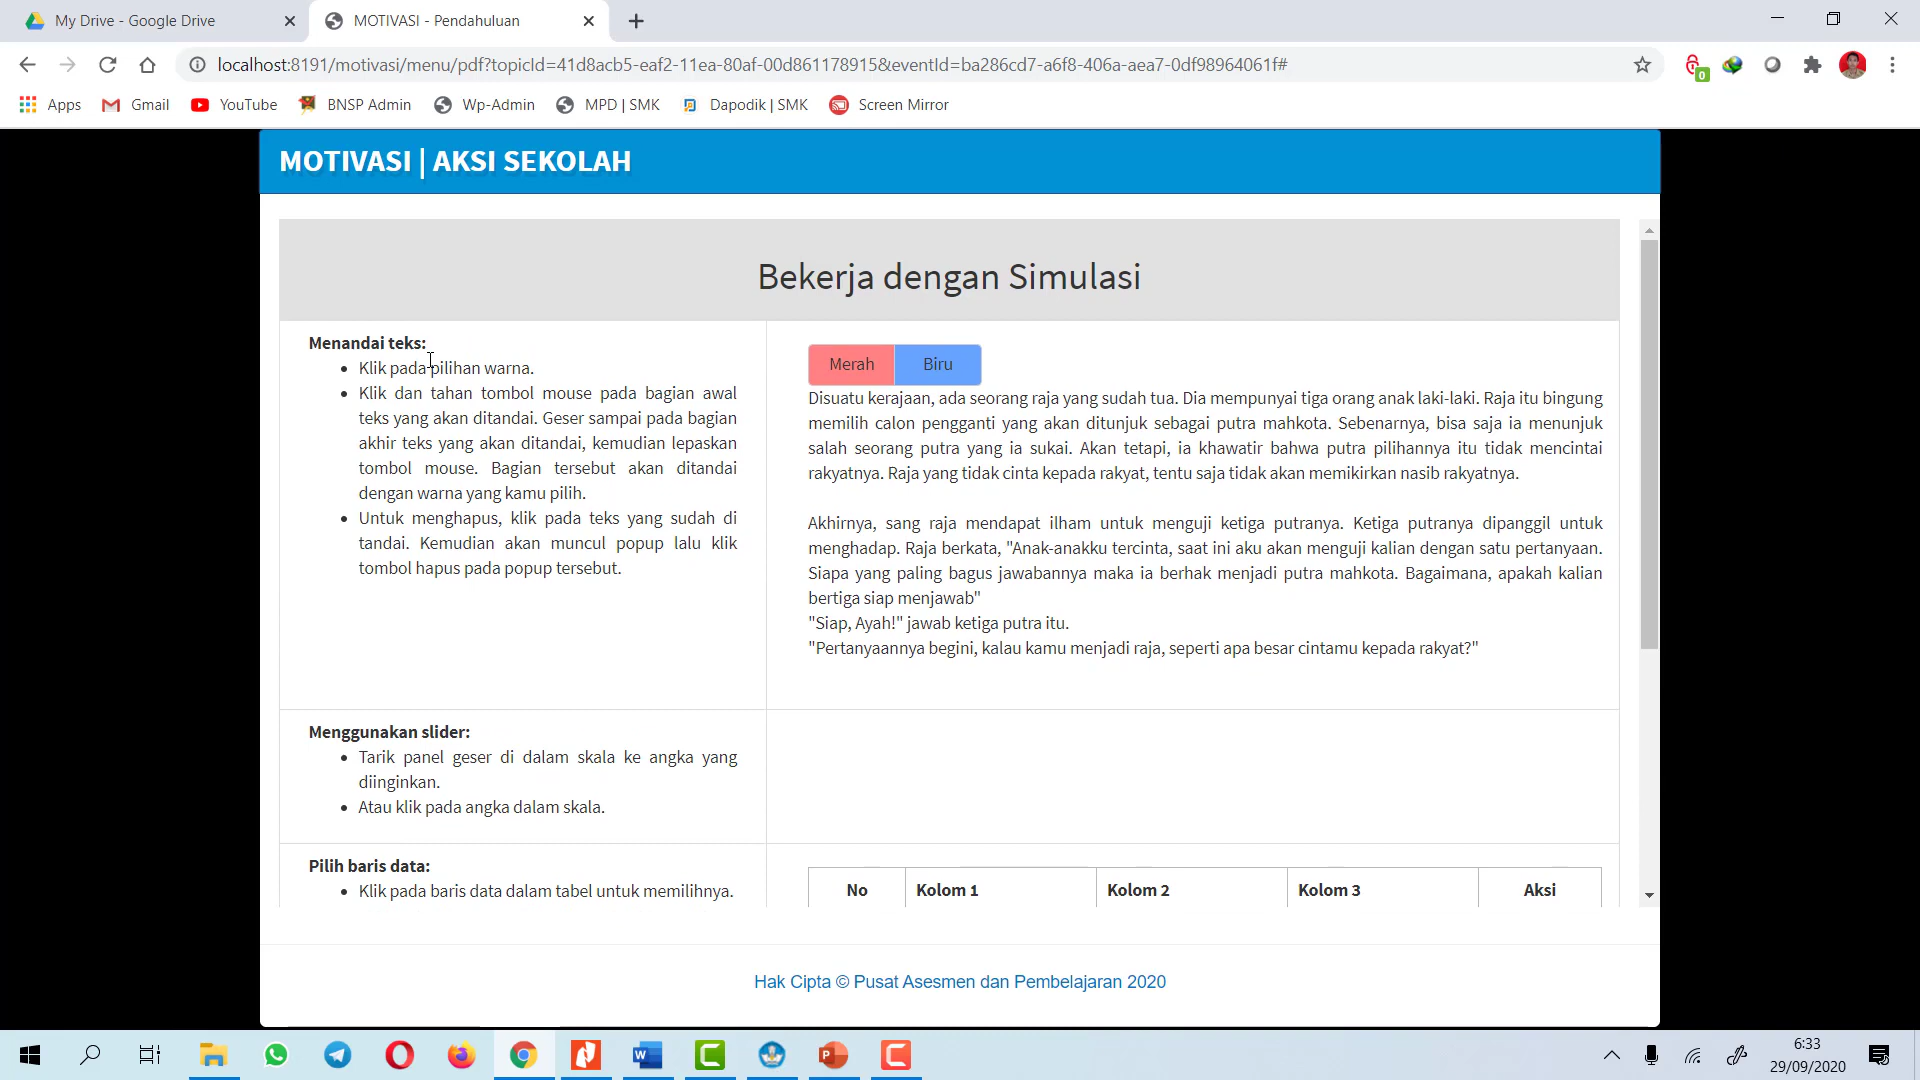 My Drive - Google Drive
MOTIVASI - Pendahuluan
localhost:8191/motivasi/menu/pdf?topicId=41d8acb5-eaf2-11ea-80af-00d861178915&eventId=ba286cd7-a6f8-406a-aea7-0df98964061f#
0
Apps
Gmail
YouTube
BNSP Admin
Wp-Admin
MPD | SMK
Dapodik | SMK
Screen Mirror
MOTIVASI | AKSI SEKOLAH
Bekerja dengan Simulasi
Menandai teks:
Klik pada pilihan warna.
Klik dan tahan tombol mouse pada bagian awal
teks yang akan ditandai. Geser sampai pada bagian
akhir teks yang akan ditandai, kemudian lepaskan
tombol mouse. Bagian tersebut akan ditandai
dengan warna yang kamu pilih.
Untuk menghapus, klik pada teks yang sudah di
tandai. Kemudian akan muncul popup lalu klik
tombol hapus pada popup tersebut.
Merah
Biru
Disuatu kerajaan, ada seorang raja yang sudah tua. Dia mempunyai tiga orang anak laki-laki. Raja itu bingung
memilih calon pengganti yang akan ditunjuk sebagai putra mahkota. Sebenarnya, bisa saja ia menunjuk
salah seorang putra yang ia sukai. Akan tetapi, ia khawatir bahwa putra pilihannya itu tidak mencintai
rakyatnya. Raja yang tidak cinta kepada rakyat, tentu saja tidak akan memikirkan nasib rakyatnya.
Akhirnya, sang raja mendapat ilham untuk menguji ketiga putranya. Ketiga putranya dipanggil untuk
menghadap. Raja berkata, "Anak-anakku tercinta, saat ini aku akan menguji kalian dengan satu pertanyaan.
Siapa yang paling bagus jawabannya maka ia berhak menjadi putra mahkota. Bagaimana, apakah kalian
bertiga siap menjawab"
"Siap, Ayah!" jawab ketiga putra itu.
"Pertanyaannya begini, kalau kamu menjadi raja, seperti apa besar cintamu kepada rakyat?"
Menggunakan slider:
Tarik panel geser di dalam skala ke angka yang
diinginkan.
Atau klik pada angka dalam skala.
Pilih baris data:
Klik pada baris data dalam tabel untuk memilihnya.
No
Kolom 1
Kolom 2
Kolom 3
Aksi
Hak Cipta © Pusat Asesmen dan Pembelajaran 2020
6:33
29/09/2020